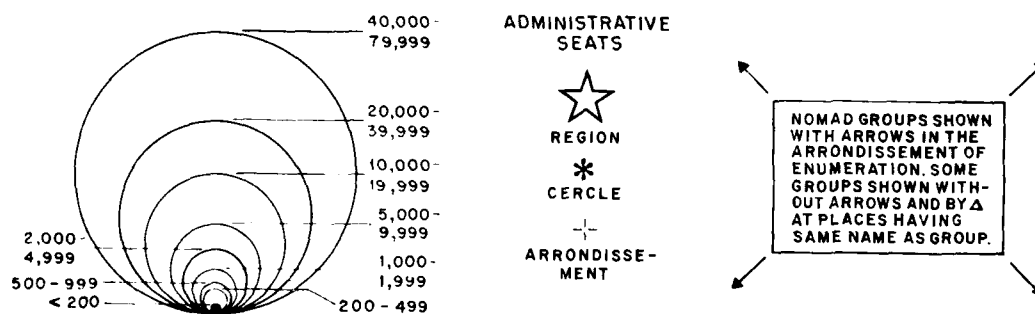 40,000-
79,999
20,000-
39,999
10,000-
19,999
5,000-
9,999
2,000-
4,999
1,000-
1,999
500-999
200-499
<200
ADMINISTRATIVE
SEATS
REGION
CERCLE
ARRONDISSE-
MENT
NOMAD GROUPS SHOWN
WITH ARROWS IN THE
ARRONDISSEMENT OF
ENUMERATION. SOME
GROUPS SHOWN WITH-
OUT ARROWS AND BY Δ
AT PLACES HAVING
SAME NAME AS GROUP.